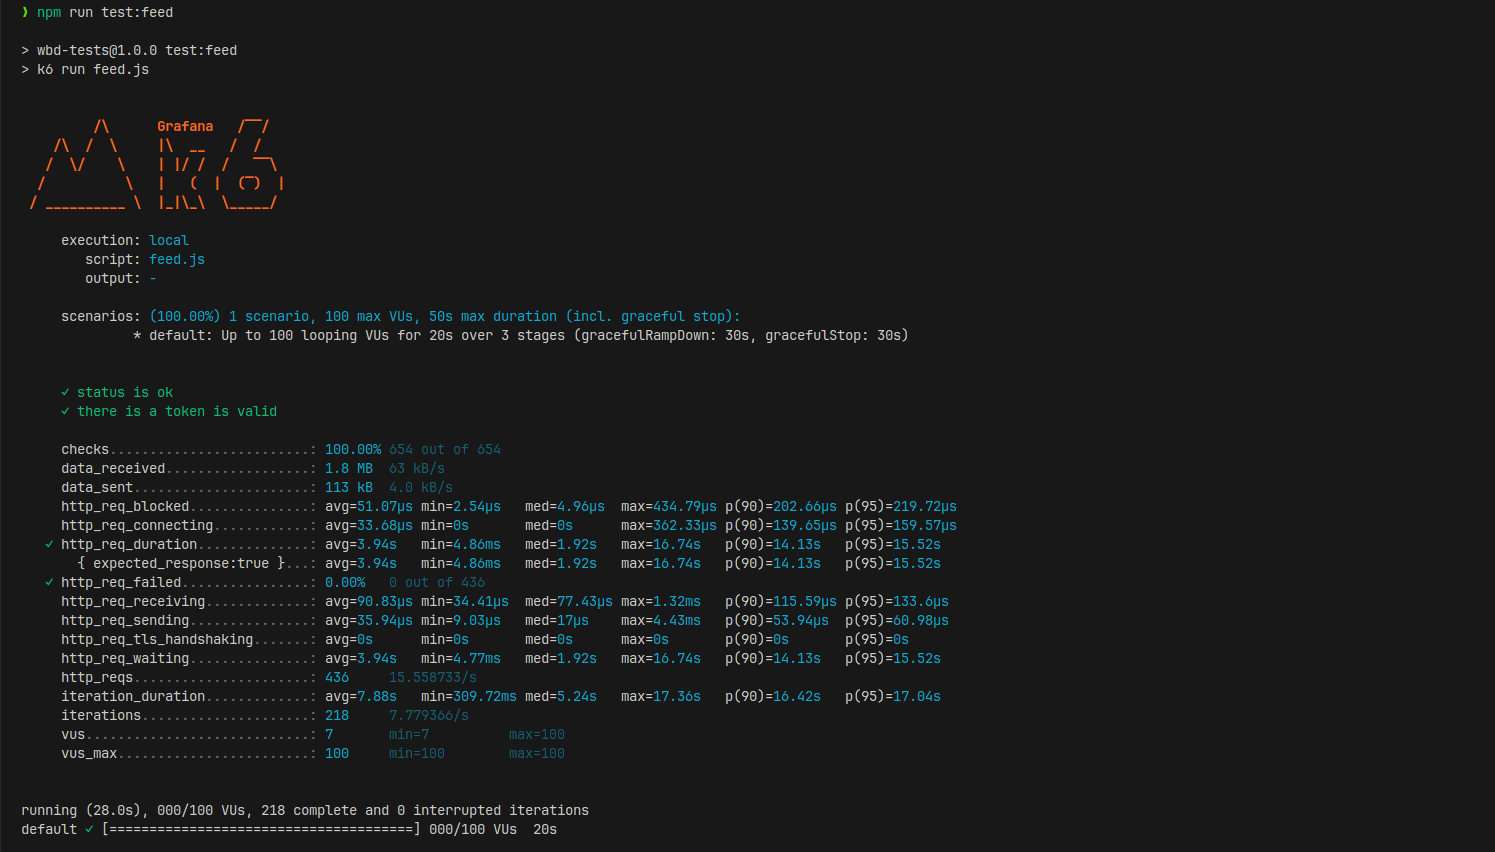 ❯ npm run test:feed
> wbd-tests@1.0.0 test:feed
> k6 run feed.js
Grafana
execution: local
script: feed.js
output: -
scenarios: (100.00%) 1 scenario, 100 max VUs, 50s max duration (incl. graceful stop):
* default: Up to 100 looping VUs for 20s over 3 stages (gracefulRampDown: 30s, gracefulStop: 30s)
✓ status is ok
✓ there is a token is valid
checks.........................: 100.00% 654 out of 654
data_received..................: 1.8 MB 63 kB/s
data_sent......................: 113 kB 4.0 kB/s
http_req_blocked...............: avg=51.07µs min=2.54µs med=4.96µs max=434.79µs p(90)=202.66µs p(95)=219.72µs
http_req_connecting............: avg=33.68µs min=0s med=0s max=362.33µs p(90)=139.65µs p(95)=159.57µs
✓ http_req_duration..............: avg=3.94s min=4.86ms med=1.92s max=16.74s p(90)=14.13s p(95)=15.52s
{ expected_response:true }...: avg=3.94s min=4.86ms med=1.92s max=16.74s p(90)=14.13s p(95)=15.52s
✓ http_req_failed................: 0.00% 0 out of 436
http_req_receiving.............: avg=90.83µs min=34.41µs med=77.43µs max=1.32ms p(90)=115.59µs p(95)=133.6µs
http_req_sending...............: avg=35.94µs min=9.03µs med=17µs max=4.43ms p(90)=53.94µs p(95)=60.98µs
http_req_tls_handshaking.......: avg=0s min=0s med=0s max=0s p(90)=0s p(95)=0s
http_req_waiting...............: avg=3.94s min=4.77ms med=1.92s max=16.74s p(90)=14.13s p(95)=15.52s
http_reqs......................: 436 15.558733/s
iteration_duration.............: avg=7.88s min=309.72ms med=5.24s max=17.36s p(90)=16.42s p(95)=17.04s
iterations.....................: 218 7.779366/s
vus............................: 7 min=7 max=100
vus_max........................: 100 min=100 max=100
running (28.0s), 000/100 VUs, 218 complete and 0 interrupted iterations
default ✓ [======================================] 000/100 VUs 20s